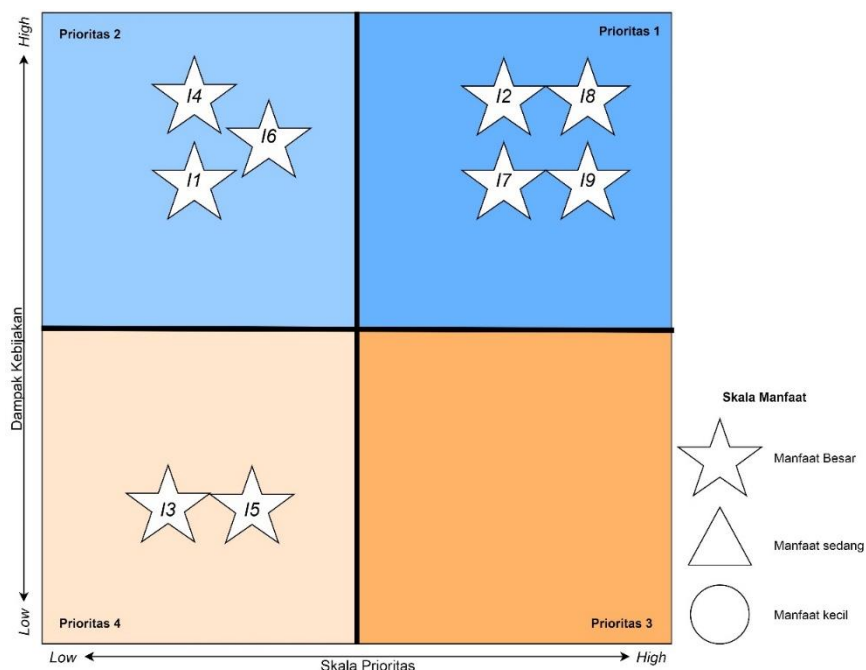 High
Prioritas 2
Prioritas 1
I4
I6
I1
I2
I8
I7
I9
Dampak Kebijakan
I3
I5
Skala Manfaat
Manfaat Besar
Manfaat sedang
Manfaat kecil
Low
Prioritas 4
Prioritas 3
Low
Skala Prioritas
High